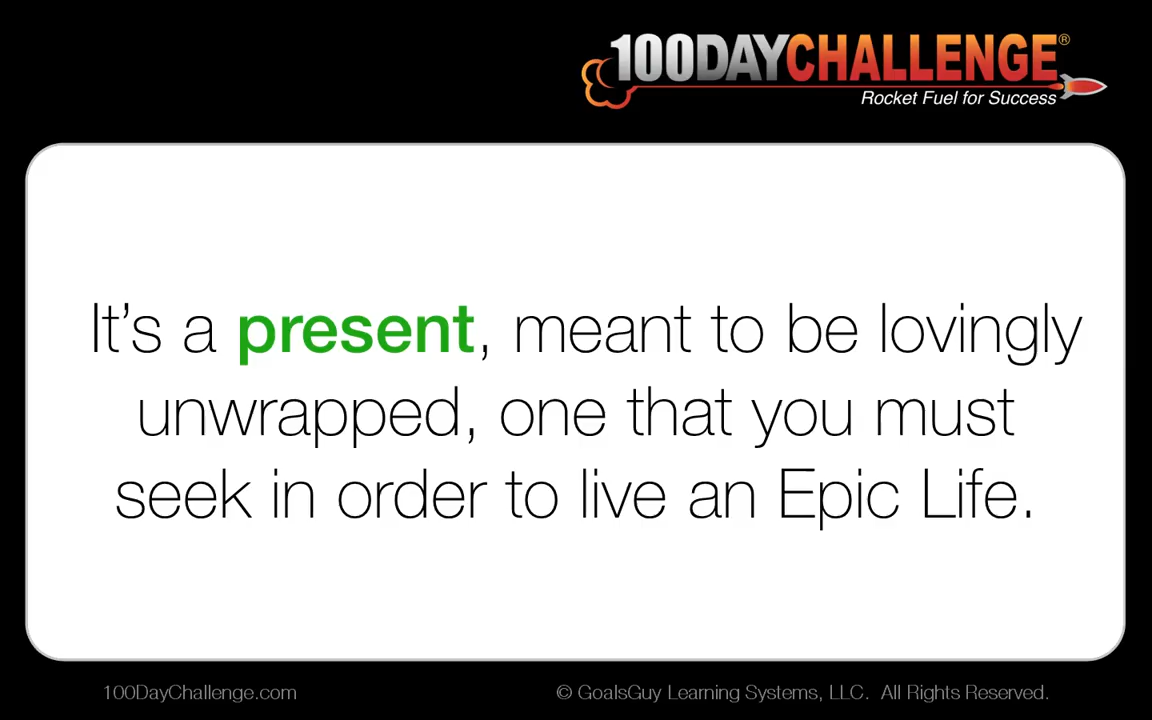 100DAYCHALLENGE®
Rocket Fuel for Success
It’s a present, meant to be lovingly
unwrapped, one that you must
seek in order to live an Epic Life.
100DayChallenge.com
© GoalsGuy Learning Systems, LLC. All Rights Reserved.